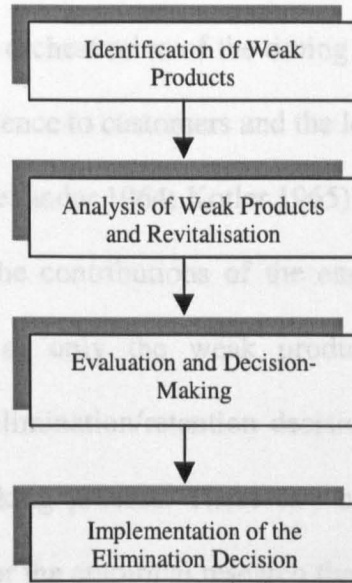 Identification of Weak
Products
Analysis of Weak Products
and Revitalisation
Evaluation and Decision-
Making
Implementation of the
Elimination Decision